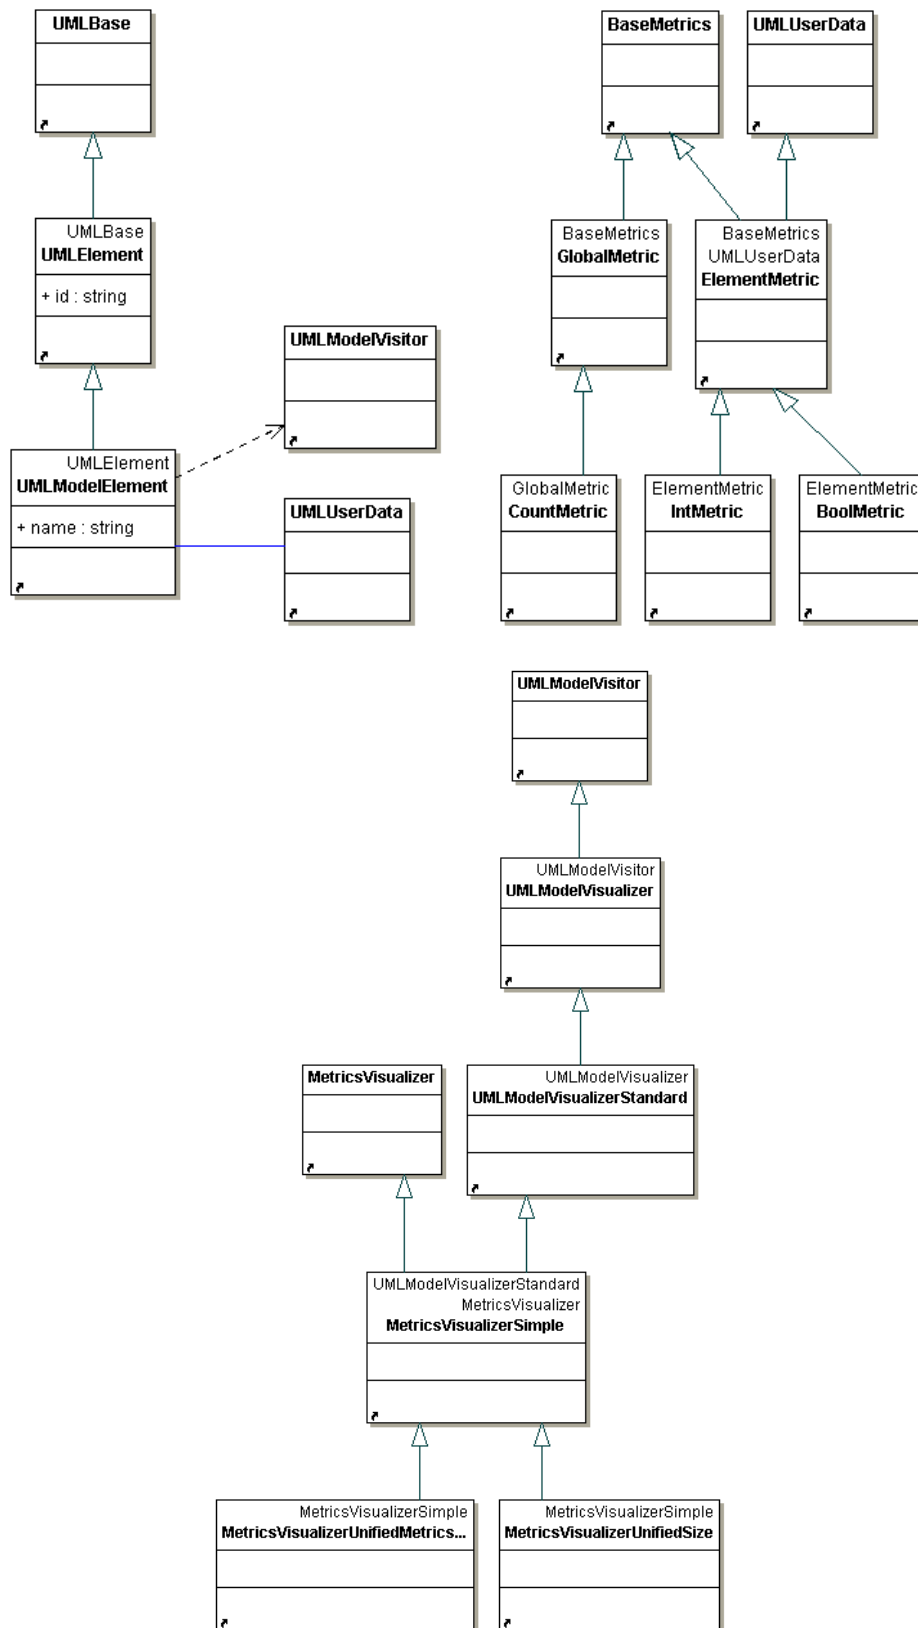 UMLBase
UMLBase
UMLElement
+ id : string
UMLElement
UMLModelElement
+ name : string
UMLModelVisitor
UMLUserData
BaseMetrics
UMLUserData
BaseMetrics
GlobalMetric
BaseMetrics
UMLUserData
ElementMetric
GlobalMetric
CountMetric
ElementMetric
IntMetric
ElementMetric
BoolMetric
UMLModelVisitor
UMLModelVisitor
UMLModelVisualizer
MetricsVisualizer
UMLModelVisualizer
UMLModelVisualizerStandard
UMLModelVisualizerStandard
MetricsVisualizer
MetricsVisualizerSimple
MetricsVisualizerSimple
MetricsVisualizerUnifiedMetrics...
MetricsVisualizerSimple
MetricsVisualizerUnifiedSize